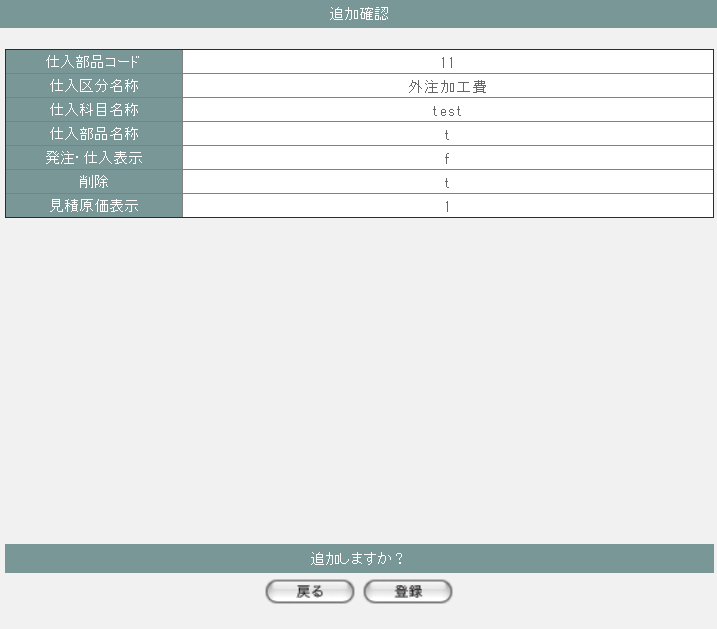 追加確認
仕入部品コード 11
仕入区分名称 外注加工費
仕入科目名称 test
仕入部品名称 t
発注・仕入表示 f
削除 t
見積原価表示 1
追加しますか？
戻る 登録